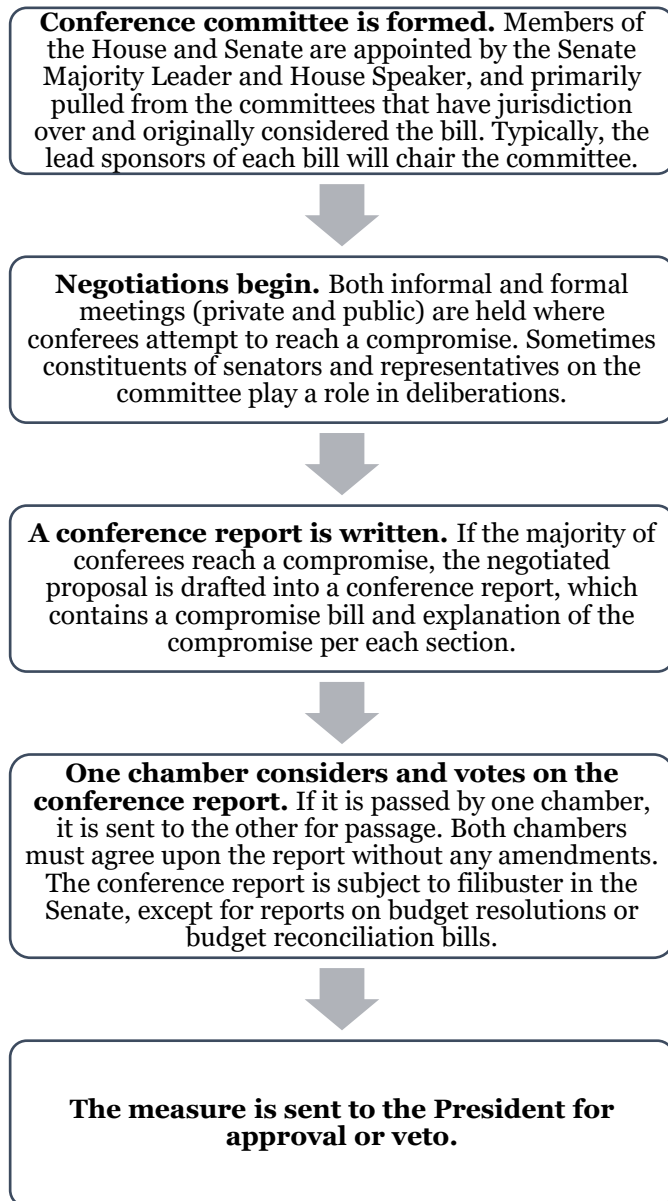 Conference committee is formed. Members of
the House and Senate are appointed by the Senate
Majority Leader and House Speaker, and primarily
pulled from the committees that have jurisdiction
over and originally considered the bill. Typically, the
lead sponsors of each bill will chair the committee.
Negotiations begin. Both informal and formal
meetings (private and public) are held where
conferees attempt to reach a compromise. Sometimes
constituents of senators and representatives on the
committee play a role in deliberations.
A conference report is written. If the majority of
conferees reach a compromise, the negotiated
proposal is drafted into a conference report, which
contains a compromise bill and explanation of the
compromise per each section.
One chamber considers and votes on the
conference report. If it is passed by one chamber,
it is sent to the other for passage. Both chambers
must agree upon the report without any amendments.
The conference report is subject to filibuster in the
Senate, except for reports on budget resolutions or
budget reconciliation bills.
The measure is sent to the President for
approval or veto.